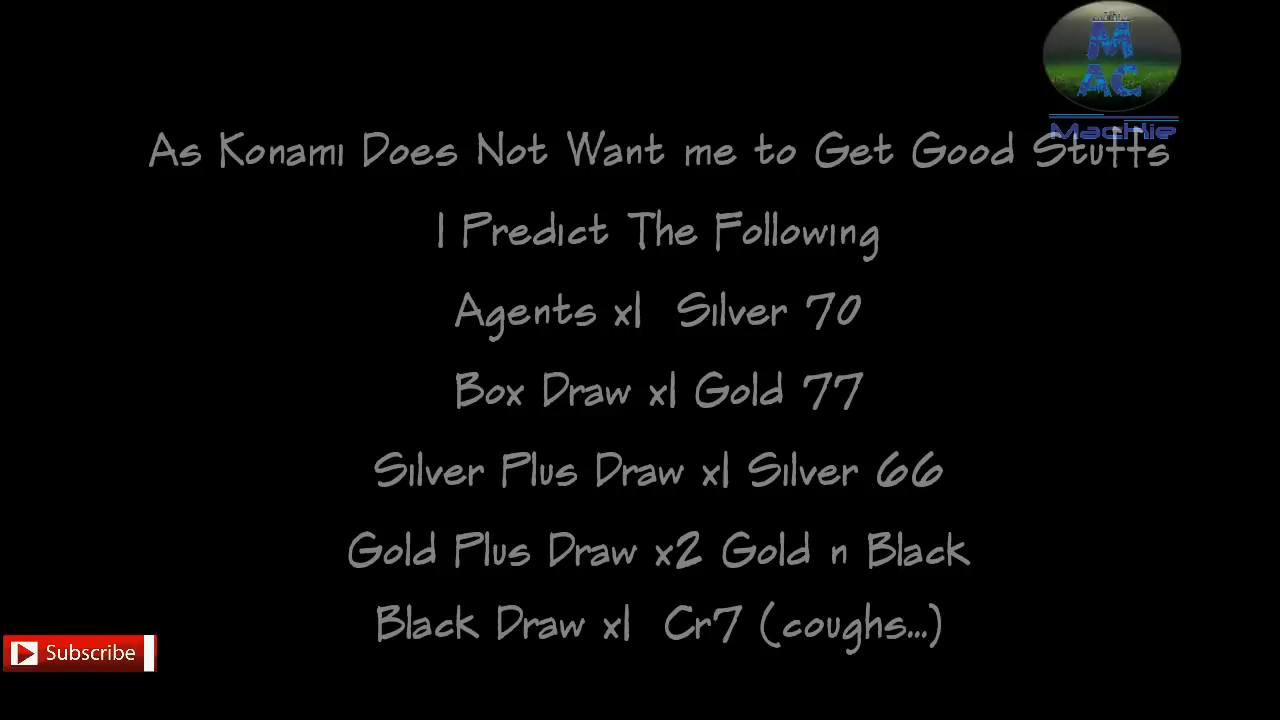 M
AC
MacHie
As Konami Does Not Want me to Get Good Stuffs
I Predict The Following
Agents x1 Silver 70
Box Draw x1 Gold 77
Silver Plus Draw x1 Silver 66
Gold Plus Draw x2 Gold n Black
Black Draw x1 Cr7 (coughs...)
Subscribe